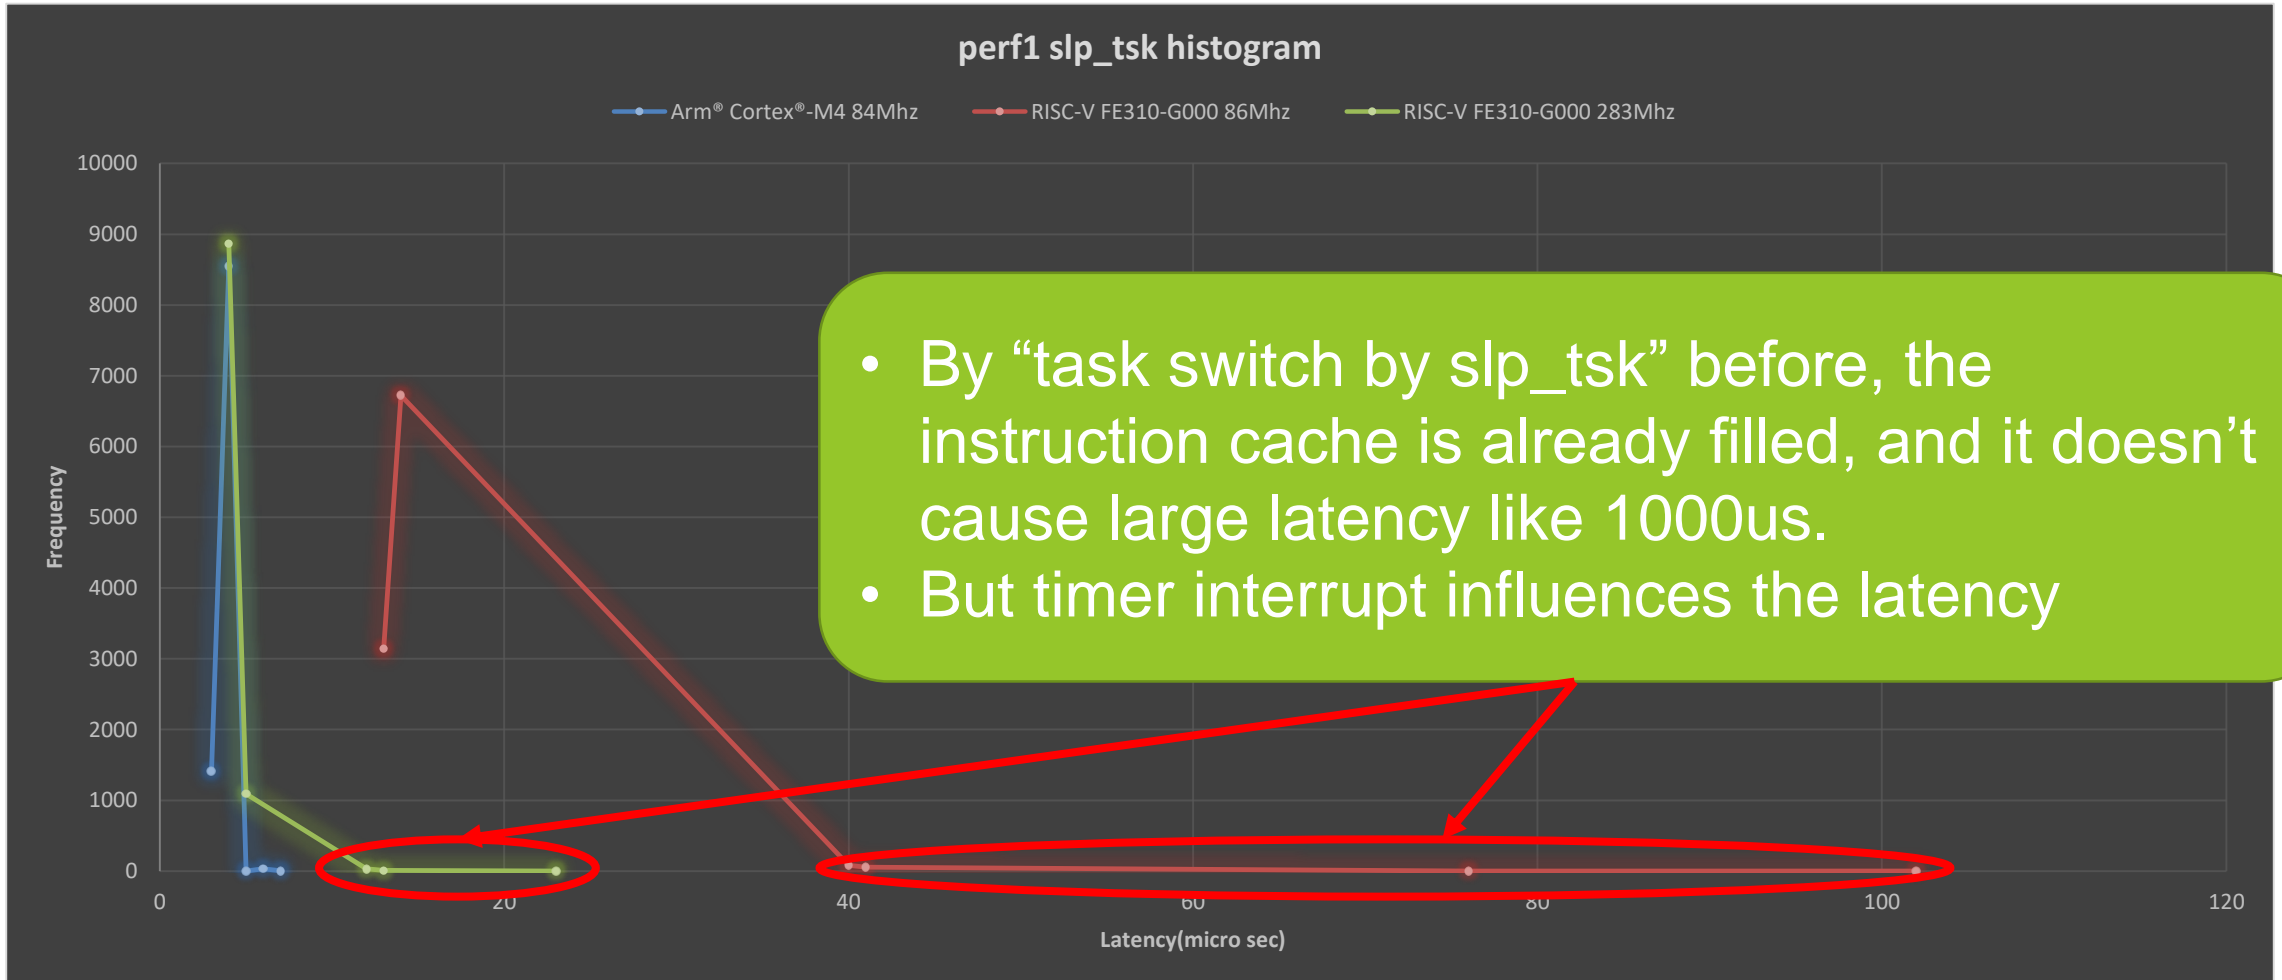 perf1 slp_tsk histogram
Arm® Cortex®-M4 84Mhz
RISC-V FE310-G000 86Mhz
RISC-V FE310-G000 283Mhz
10000
9000
8000
7000
6000
5000
4000
3000
2000
1000
0
Frequency
• By “task switch by slp_tsk” before, the
instruction cache is already filled, and it doesn’t
cause large latency like 1000us.
• But timer interrupt influences the latency
0
20
40
60
80
100
120
Latency(micro sec)